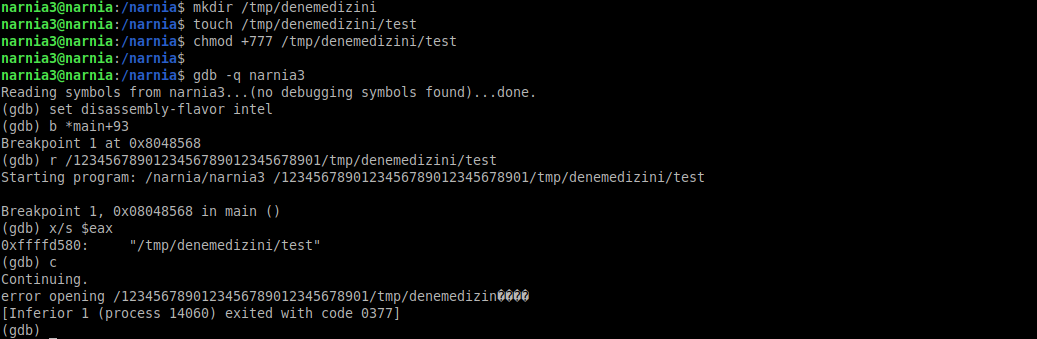 narnia3@narnia:/narnia$ mkdir /tmp/denemedizini
narnia3@narnia:/narnia$ touch /tmp/denemedizini/test
narnia3@narnia:/narnia$ chmod +777 /tmp/denemedizini/test
narnia3@narnia:/narnia$
narnia3@narnia:/narnia$ gdb -q narnia3
Reading symbols from narnia3...(no debugging symbols found)...done.
(gdb) set disassembly-flavor intel
(gdb) b *main+93
Breakpoint 1 at 0x8048568
(gdb) r /1234567890123456789012345678901/tmp/denemedizini/test
Starting program: /narnia/narnia3 /1234567890123456789012345678901/tmp/denemedizini/test
Breakpoint 1, 0x08048568 in main ()
(gdb) x/s $eax
0xffffd580: "/tmp/denemedizini/test"
(gdb) c
Continuing.
error opening /1234567890123456789012345678901/tmp/denemedizin����
[Inferior 1 (process 14060) exited with code 0377]
(gdb)